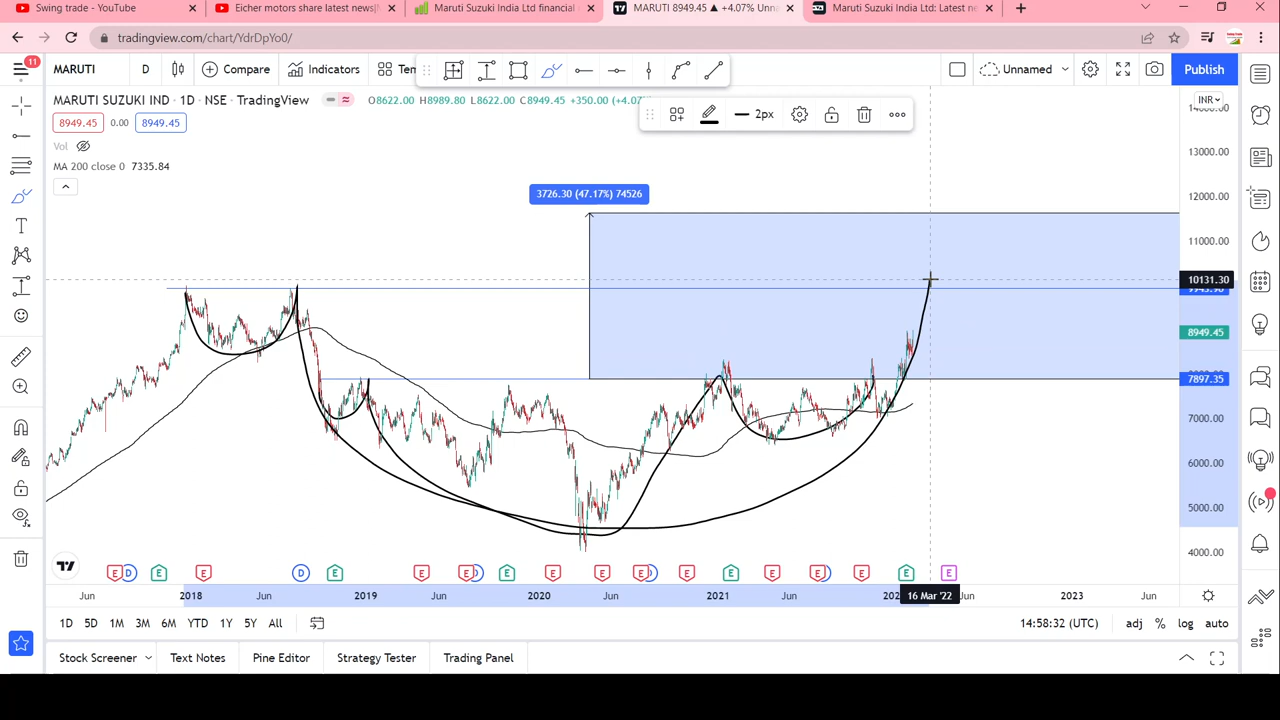 Swing trade - YouTube
Eicher motors share latest news|
Maruti Suzuki India Ltd financial
MARUTI 8949.45 ▲ +4.07% Unna
Maruti Suzuki India Ltd: Latest ne
tradingview.com/chart/YdrDpYo0/
11
MARUTI
D
Compare
Indicators
Tem
Unnamed
Publish
MARUTI SUZUKI IND · 1D · NSE · TradingView
O8622.00 H8989.80 L8622.00 C8949.45 +350.00 (+4.07%)
INR
8949.45
0.00
8949.45
2px
Vol
MA 200 close 0 7335.84
3726.30 (47.17%) 74526
13000.00
12000.00
11000.00
10131.30
8949.45
7897.35
7000.00
6000.00
5000.00
4000.00
E
D
E
E
D
E
E
E
E
E
E
E
E
E
E
E
E
E
E
Jun
2018
Jun
2019
Jun
2020
Jun
2021
Jun
16 Mar '22
Jun
2023
Jun
1D
5D
1M
3M
6M
YTD
1Y
5Y
All
14:58:32 (UTC)
adj
%
log
auto
Stock Screener
Text Notes
Pine Editor
Strategy Tester
Trading Panel